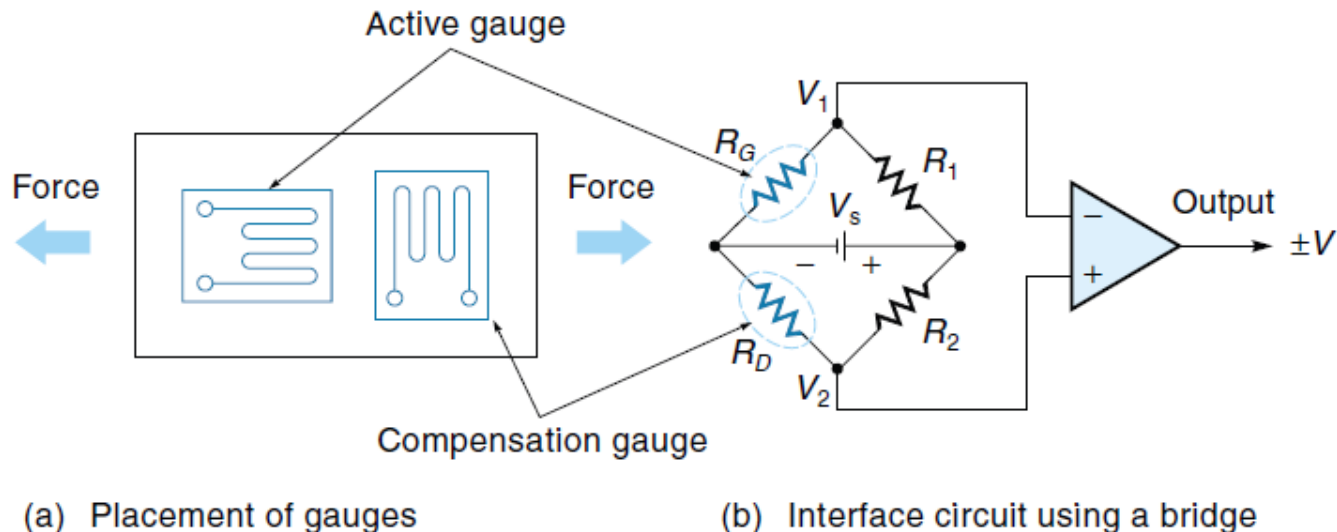 Active gauge
Force
Force
V1
RG
R1
Vs
− +
RD
R2
V2
−
+
Output
±V
Compensation gauge
(a) Placement of gauges
(b) Interface circuit using a bridge